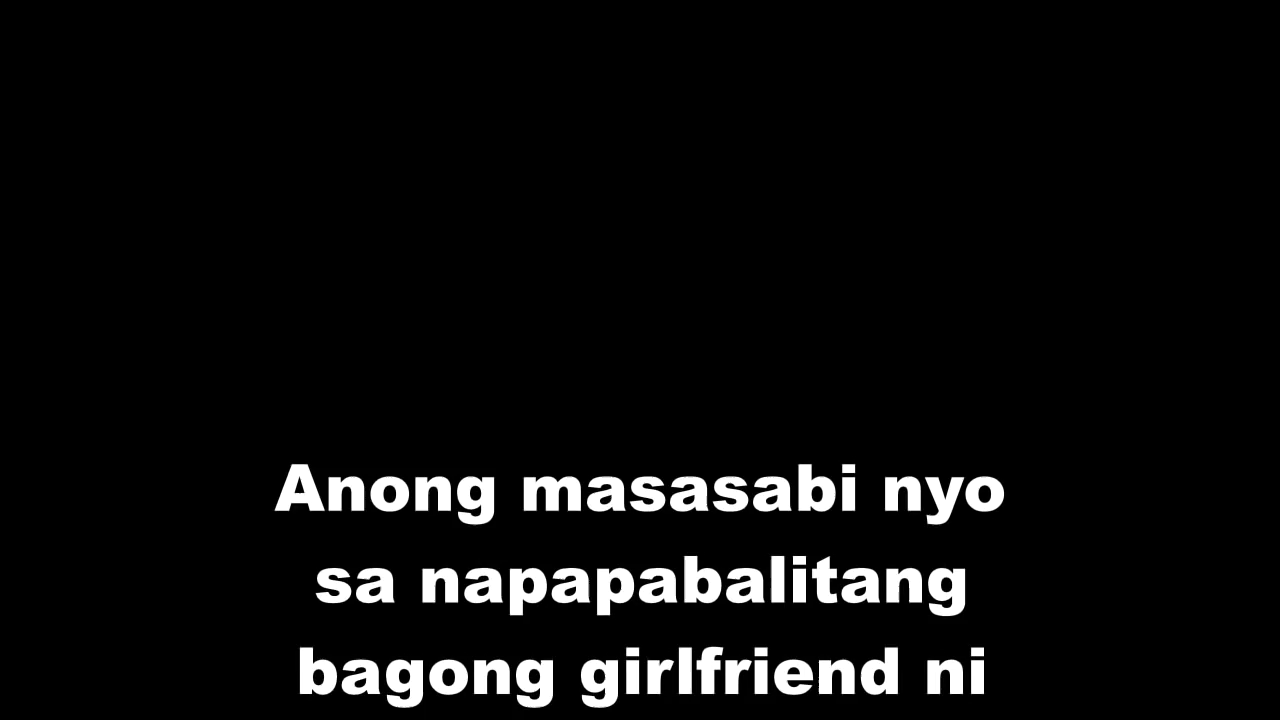 Anong masasabi nyo
sa napapabalitang
bagong girlfriend ni